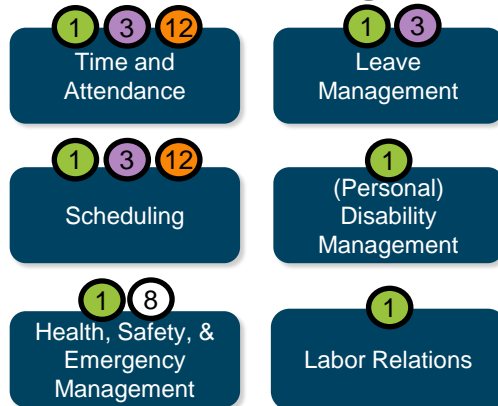 1 3 12
Time and
Attendance
1 3
Leave
Management
1 3 12
Scheduling
1
(Personal)
Disability
Management
1 8
Health, Safety, &
Emergency
Management
1
Labor Relations